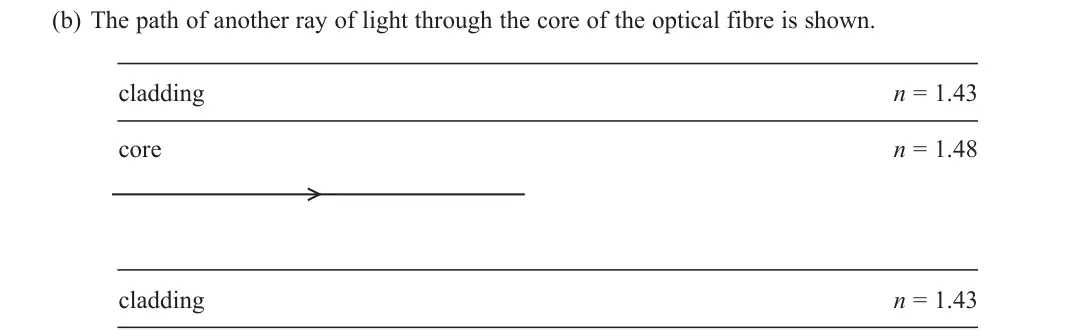 (b) The path of another ray of light through the core of the optical fibre is shown.
cladding n = 1.43
core n = 1.48
cladding n = 1.43